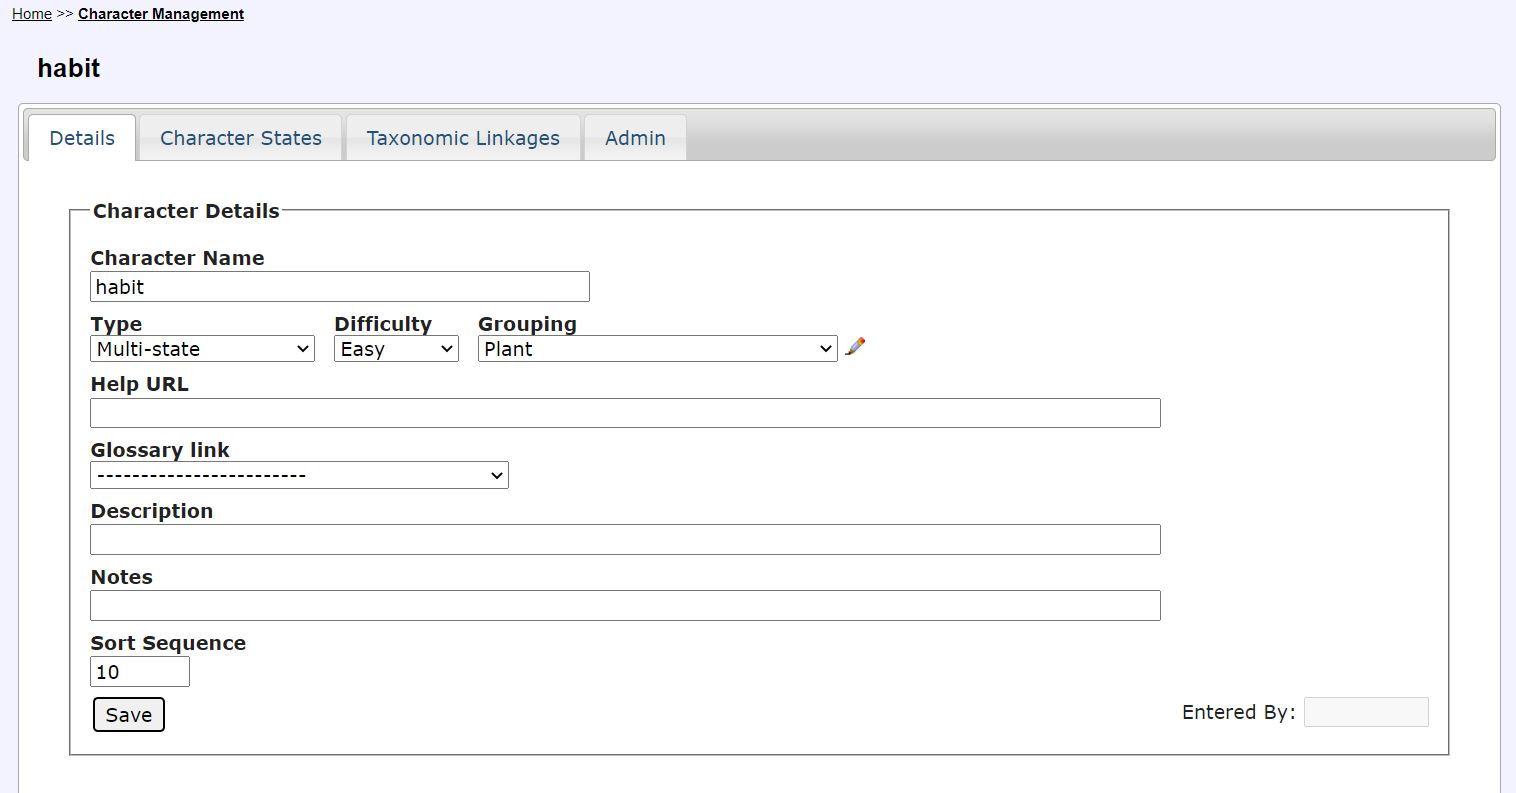 Home >> Character Management
habit
Details Character States Taxonomic Linkages Admin
Character Details
Character Name
habit
Type Difficulty Grouping
Multi-state Easy Plant
Help URL
Glossary link
------------------------
Description
Notes
Sort Sequence
10
Save Entered By: